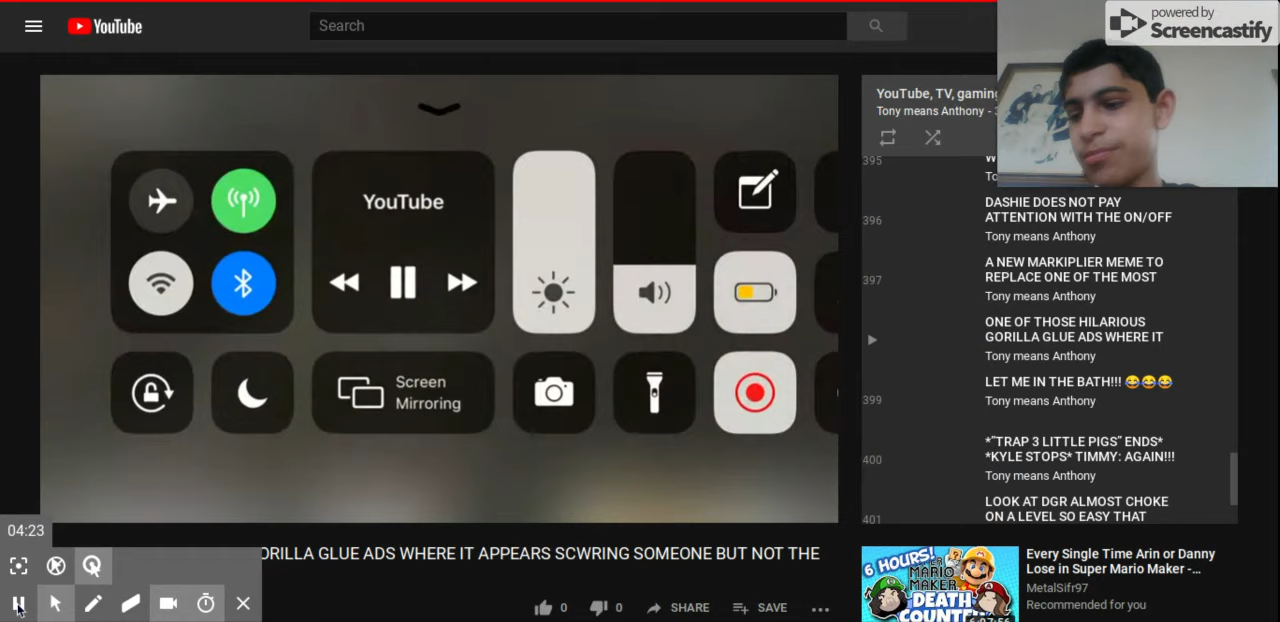 YouTube
Search
powered by
Screencastify
YouTube, TV, gaming
Tony means Anthony -
YouTube
Screen
Mirroring
395
396
DASHIE DOES NOT PAY
ATTENTION WITH THE ON/OFF
Tony means Anthony
397
A NEW MARKIPLIER MEME TO
REPLACE ONE OF THE MOST
Tony means Anthony
ONE OF THOSE HILARIOUS
GORILLA GLUE ADS WHERE IT
Tony means Anthony
399
LET ME IN THE BATH!!! 😂😂😂
Tony means Anthony
400
*"TRAP 3 LITTLE PIGS" ENDS*
*KYLE STOPS* TIMMY: AGAIN!!!
Tony means Anthony
401
LOOK AT DGR ALMOST CHOKE
ON A LEVEL SO EASY THAT
04:23
ORILLA GLUE ADS WHERE IT APPEARS SCWRING SOMEONE BUT NOT THE
0
0
SHARE
SAVE
6 HOURS!
MARIO
MAKER
DEATH
COUNT
6:07:56
Every Single Time Arin or Danny
Lose in Super Mario Maker -...
MetalSifr97
Recommended for you